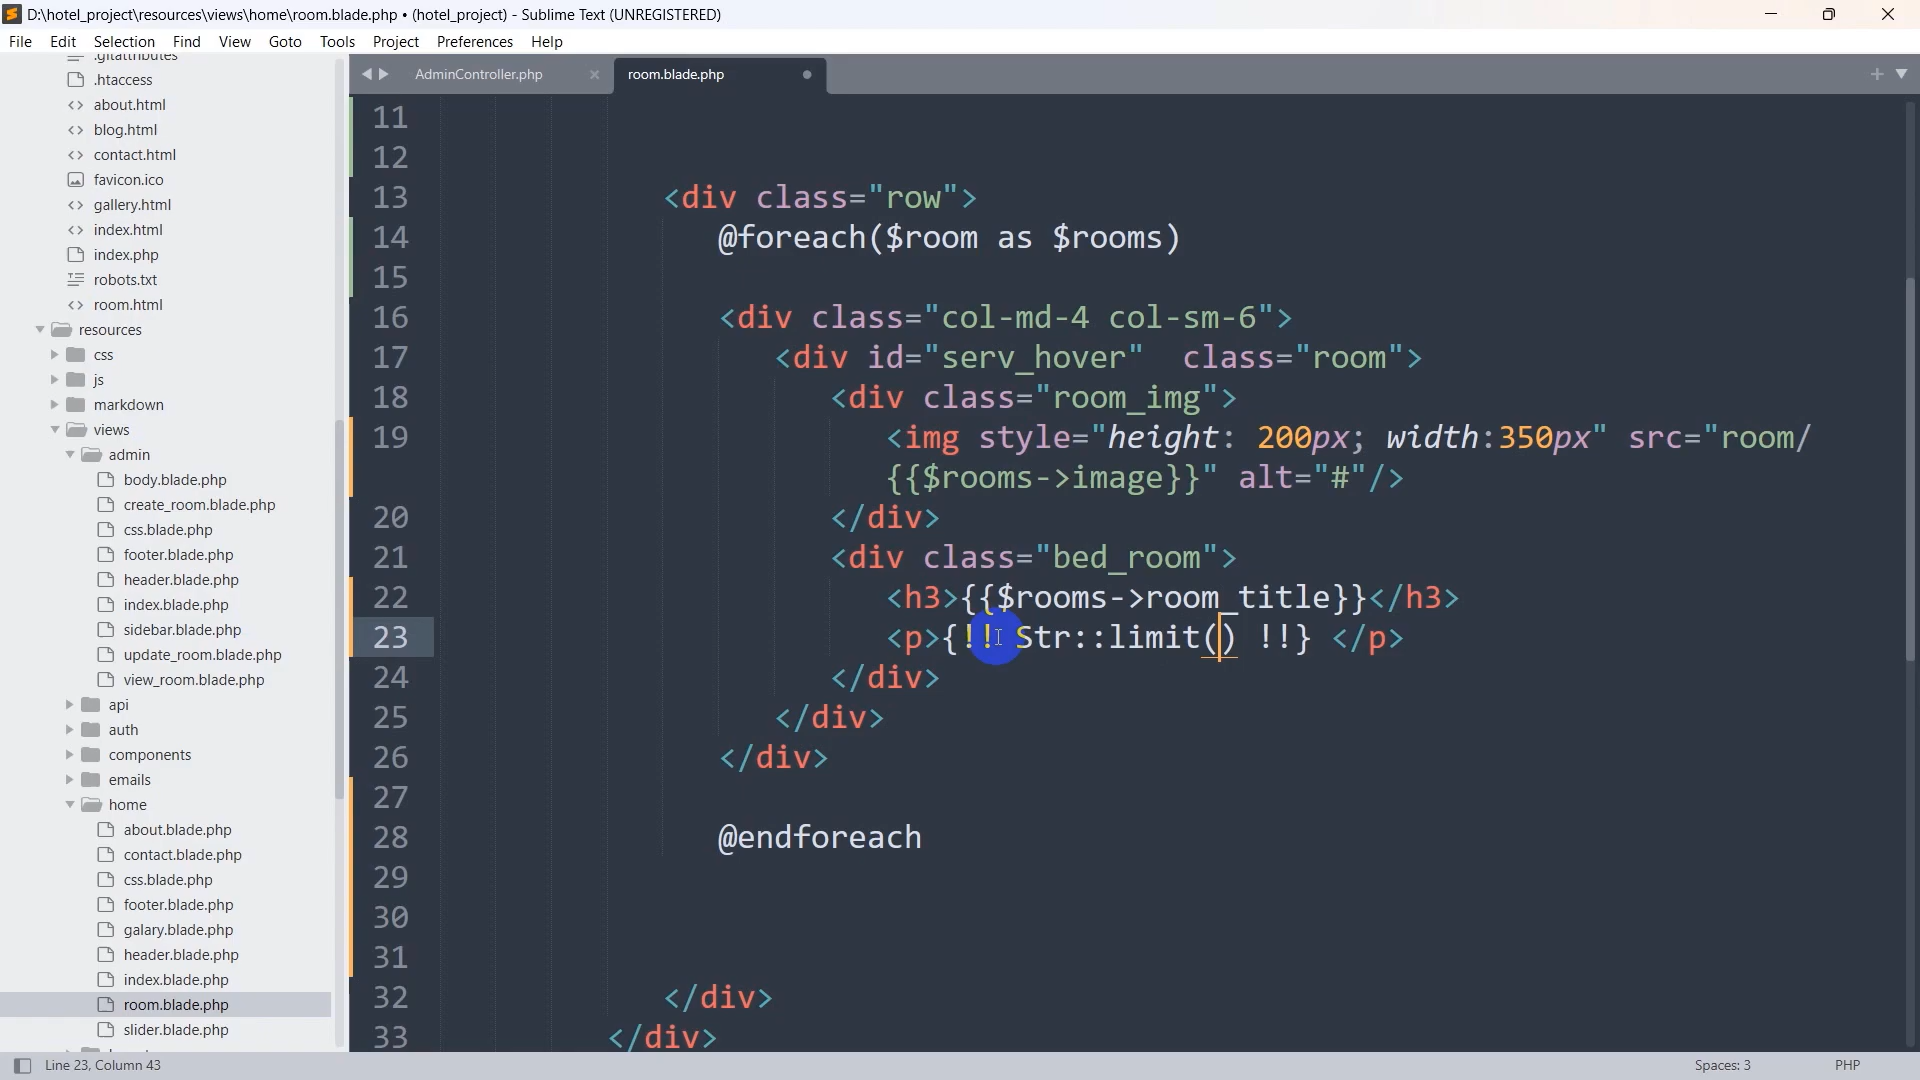 D:\hotel_project\resources\views\home\room.blade.php • (hotel_project) - Sublime Text (UNREGISTERED)
File Edit Selection Find View Goto Tools Project Preferences Help
.gitattributes
.htaccess
about.html
blog.html
contact.html
favicon.ico
gallery.html
index.html
index.php
robots.txt
room.html
resources
css
js
markdown
views
admin
body.blade.php
create_room.blade.php
css.blade.php
footer.blade.php
header.blade.php
index.blade.php
sidebar.blade.php
update_room.blade.php
view_room.blade.php
api
auth
components
emails
home
about.blade.php
contact.blade.php
css.blade.php
footer.blade.php
galary.blade.php
header.blade.php
index.blade.php
room.blade.php
slider.blade.php
AdminController.php × room.blade.php
11
12
13 <div class="row">
14 @foreach($room as $rooms)
15
16 <div class="col-md-4 col-sm-6">
17 <div id="serv_hover"  class="room">
18 <div class="room_img">
19 <img style="height: 200px; width:350px" src="room/
{{$rooms->image}}" alt="#"/>
20 </div>
21 <div class="bed_room">
22 <h3>{{$rooms->room_title}}</h3>
23 <p>{!! Str::limit() !!} </p>
24 </div>
25 </div>
26 </div>
27
28 @endforeach
29
30
31
32 </div>
33 </div>
Line 23, Column 43 Spaces: 3 PHP